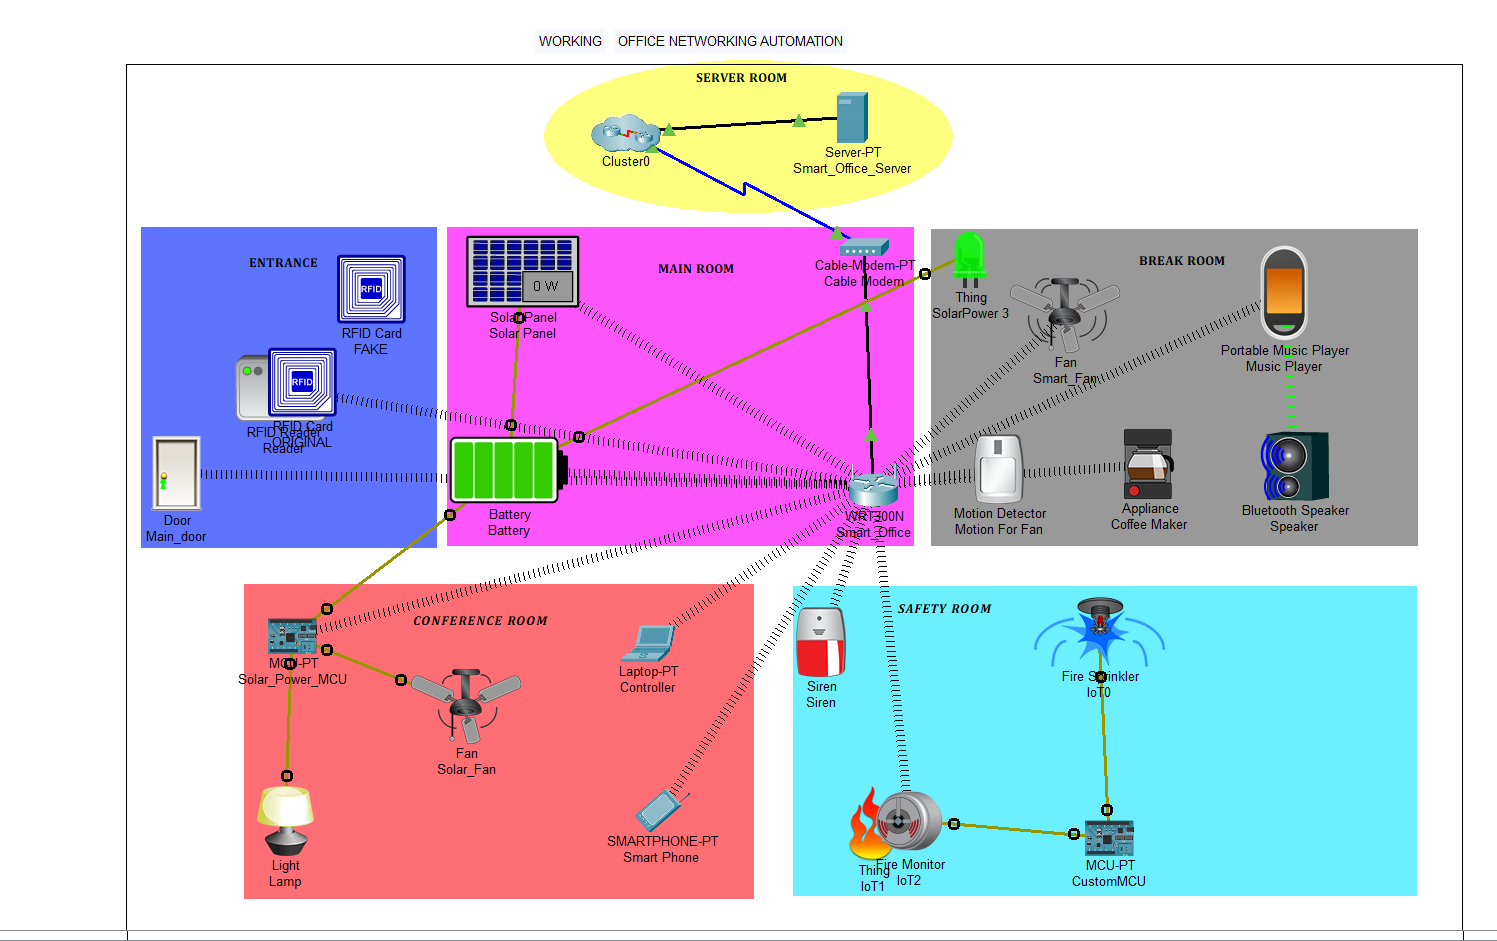 WORKING OFFICE NETWORKING AUTOMATION
SERVER ROOM
Cluster0
Server-PT
Smart_Office_Server
ENTRANCE
RFID
RFID Card
FAKE
RFID
RFID Card
ORIGINAL
RFID Reader
Reader
Door
Main_door
MAIN ROOM
0 W
Solar Panel
Solar Panel
Cable-Modem-PT
Cable Modem
Battery
Battery
WRT300N
Smart_Office
BREAK ROOM
Thing
SolarPower 3
Fan
Smart_Fan
Portable Music Player
Music Player
Motion Detector
Motion For Fan
Appliance
Coffee Maker
Bluetooth Speaker
Speaker
CONFERENCE ROOM
MCU-PT
Solar_Power_MCU
Fan
Solar_Fan
Light
Lamp
Laptop-PT
Controller
SMARTPHONE-PT
Smart Phone
SAFETY ROOM
Siren
Siren
Fire Sprinkler
IoT0
Thing
IoT1
Fire Monitor
IoT2
MCU-PT
CustomMCU